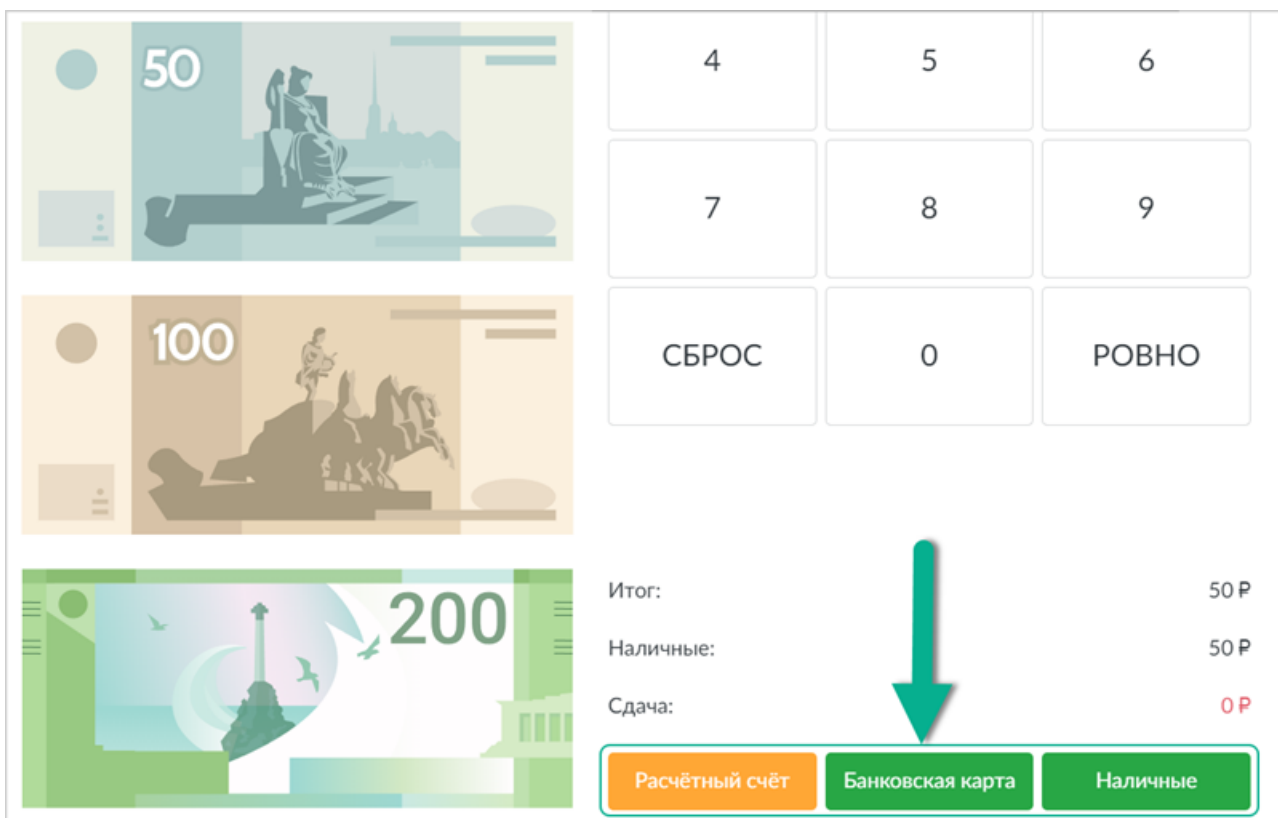 50
100
200
4 5 6
7 8 9
СБРОС 0 РОВНО
Итог: 50 ₽
Наличные: 50 ₽
Сдача: 0 ₽
Расчётный счёт Банковская карта Наличные